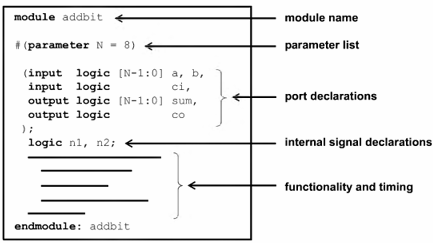 module addbit
module name
#(parameter N = 8)
parameter list
(input logic [N-1:0] a, b,
input logic ci,
output logic [N-1:0] sum,
output logic co
);
port declarations
logic n1, n2;
internal signal declarations
functionality and timing
endmodule: addbit